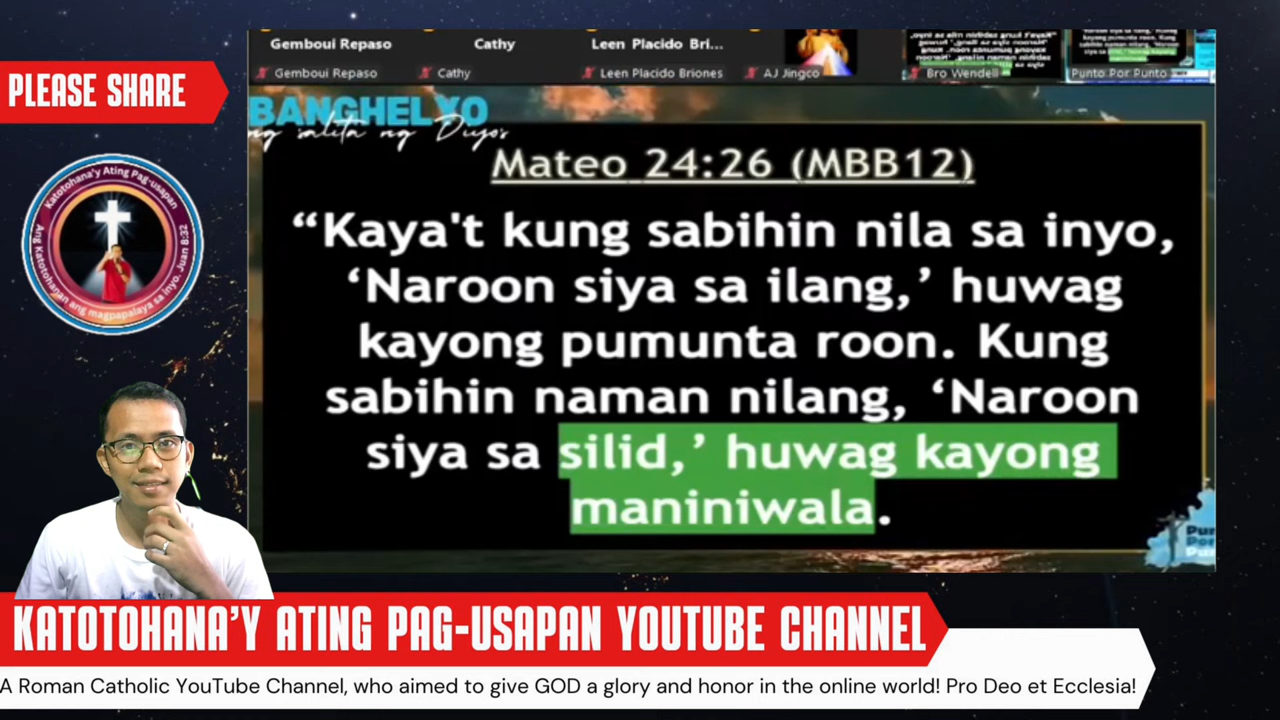 Gemboui Repaso
Cathy
Leen Placido Bri...
Gemboui Repaso
Cathy
Leen Placido Briones
AJ Jingco
Bro Wendell
Punto Por Punto
PLEASE SHARE
Katotohana'y Ating Pag-usapan
Ang Katotohanan ang magpapalaya sa inyo. Juan 8:32
BANGHELYO
ng salita ng Diyos
Mateo 24:26 (MBB12)
“Kaya't kung sabihin nila sa inyo,
‘Naroon siya sa ilang,’ huwag
kayong pumunta roon. Kung
sabihin naman nilang, ‘Naroon
siya sa silid,’ huwag kayong
maniniwala.
KATOTOHANA’Y ATING PAG-USAPAN YOUTUBE CHANNEL
A Roman Catholic YouTube Channel, who aimed to give GOD a glory and honor in the online world! Pro Deo et Ecclesia!